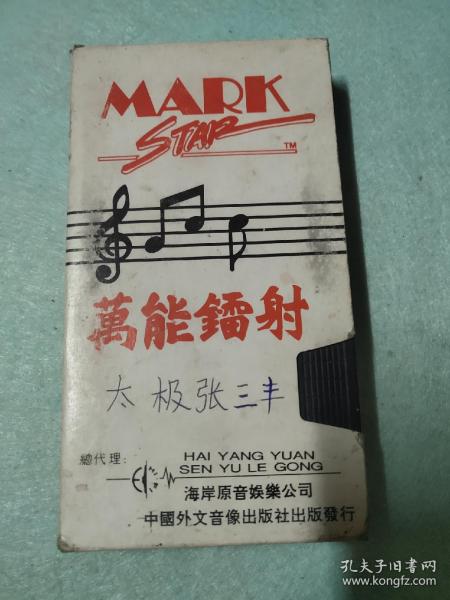 MARK
STAR
TM
萬能鐳射
太极张三丰
總代理:
HAI YANG YUAN
SEN YU LE GONG
海岸原音娛樂公司
中國外文音像出版社出版發行
孔夫子旧书网
www.kongfz.com